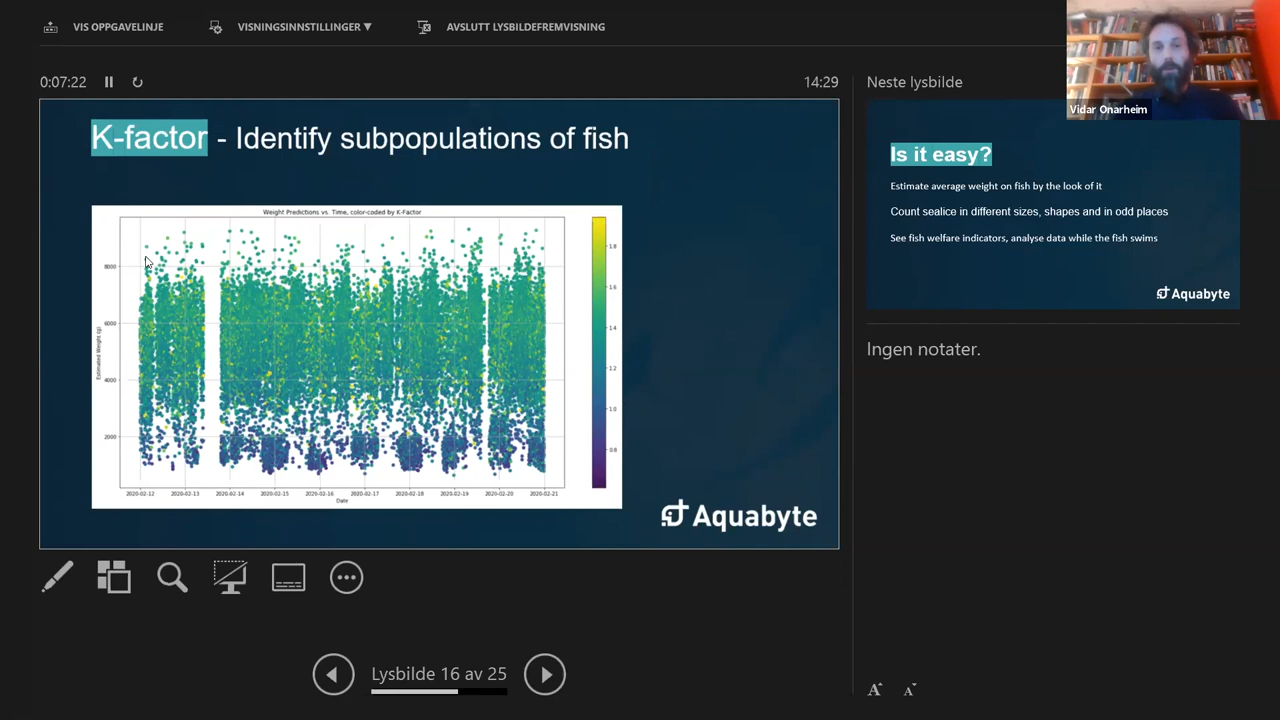 VIS OPPGAVELINJE
VISNINGSINNSTILLINGER ▼
AVSLUTT LYSBILDEFREMVISNING
0:07:22
14:29
Neste lysbilde
Vidar Onarheim
K-factor - Identify subpopulations of fish
Weight Predictions vs. Time, color-coded by K-Factor
Estimated Weight (g)
8000
6000
4000
2000
2020-02-12 2020-02-13 2020-02-14 2020-02-15 2020-02-16 2020-02-17 2020-02-18 2020-02-19 2020-02-20 2020-02-21
Date
1.8
1.6
1.4
1.2
1.0
0.8
Aquabyte
Is it easy?
Estimate average weight on fish by the look of it
Count sealice in different sizes, shapes and in odd places
See fish welfare indicators, analyse data while the fish swims
Aquabyte
Ingen notater.
Lysbilde 16 av 25
A A